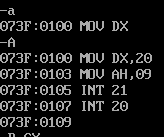 -a
073F:0100 MOV DX
-A
073F:0100 MOV DX,20
073F:0103 MOV AH,09
073F:0105 INT 21
073F:0107 INT 20
073F:0109